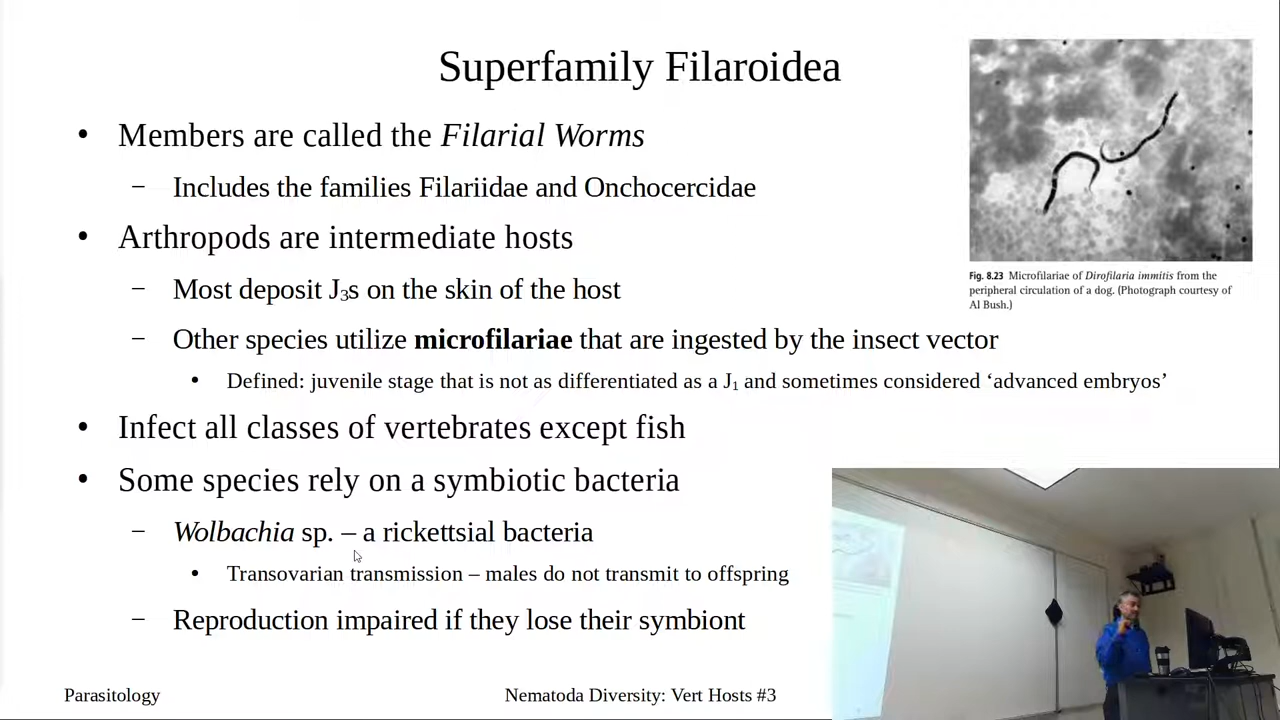 Superfamily Filaroidea
• Members are called the Filarial Worms
– Includes the families Filariidae and Onchocercidae
• Arthropods are intermediate hosts
– Most deposit J₃s on the skin of the host
– Other species utilize microfilariae that are ingested by the insect vector
• Defined: juvenile stage that is not as differentiated as a J₁ and sometimes considered ‘advanced embryos’
• Infect all classes of vertebrates except fish
• Some species rely on a symbiotic bacteria
– Wolbachia sp. – a rickettsial bacteria
• Transovarian transmission – males do not transmit to offspring
– Reproduction impaired if they lose their symbiont
Fig. 8.23 Microfilariae of Dirofilaria immitis from the
peripheral circulation of a dog. (Photograph courtesy of
Al Bush.)
Parasitology
Nematoda Diversity: Vert Hosts #3